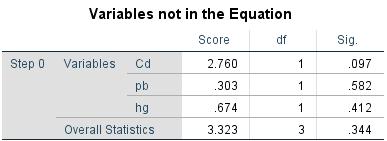 Variables not in the Equation
Score df Sig.
Step 0 Variables Cd 2.760 1 .097
pb .303 1 .582
hg .674 1 .412
Overall Statistics 3.323 3 .344